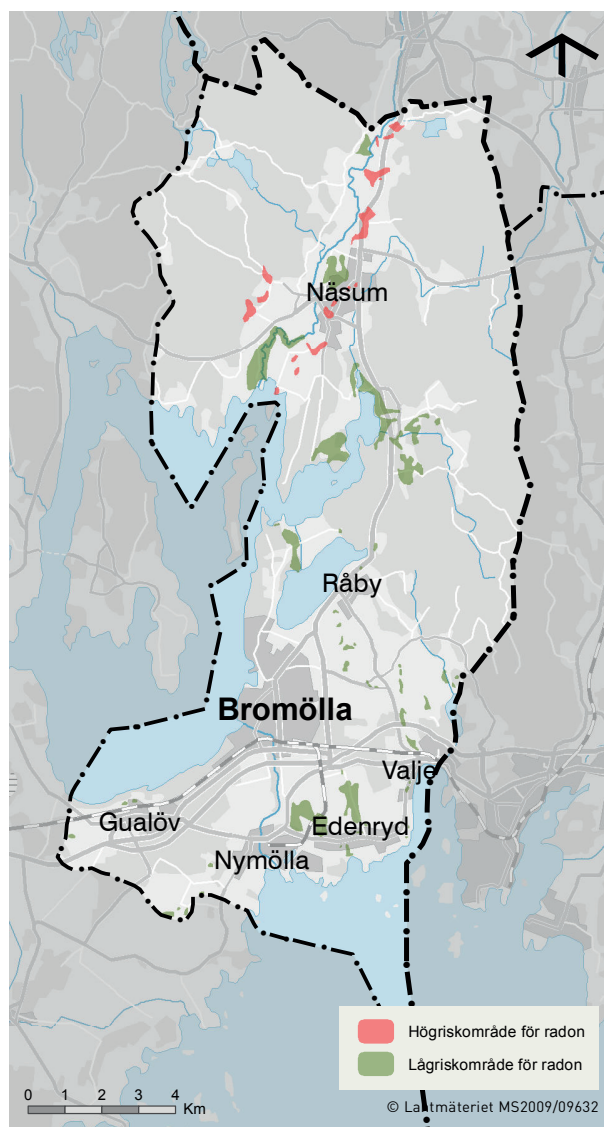 Näsum
Råby
Bromölla
Valje
Gualöv
Edenryd
Nymölla
Högriskområde för radon
Lågriskområde för radon
0 1 2 3 4
Km
© Lantmäteriet MS2009/09632